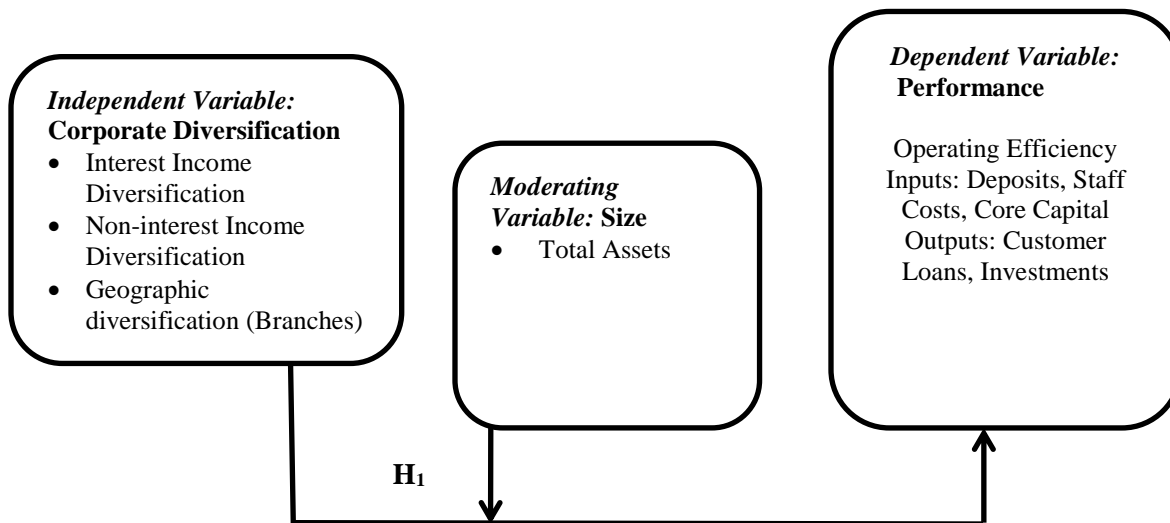 Independent Variable:
Corporate Diversification
• Interest Income
Diversification
• Non-interest Income
Diversification
• Geographic
diversification (Branches)
Moderating
Variable: Size
• Total Assets
Dependent Variable:
Performance
Operating Efficiency
Inputs: Deposits, Staff
Costs, Core Capital
Outputs: Customer
Loans, Investments
H₁